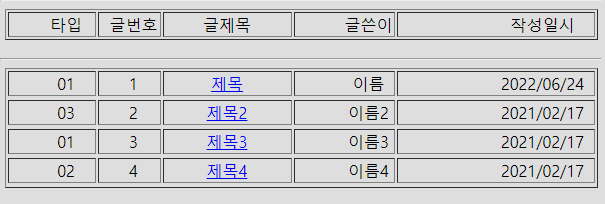 타입 글번호 글제목 글쓴이 작성일시
01 1 제목 이름 2022/06/24
03 2 제목2 이름2 2021/02/17
01 3 제목3 이름3 2021/02/17
02 4 제목4 이름4 2021/02/17